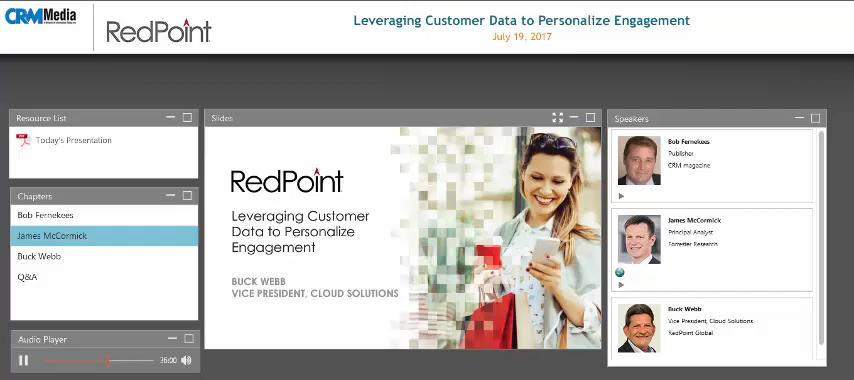 CRM Media
RedPoint
Leveraging Customer Data to Personalize Engagement
July 19, 2017
Resource List
Today's Presentation
Chapters
Bob Fernekees
James McCormick
Buck Webb
Q&A
Audio Player
36:00
Slides
RedPoint
Leveraging Customer
Data to Personalize
Engagement
BUCK WEBB
VICE PRESIDENT, CLOUD SOLUTIONS
Speakers
Bob Fernekees
Publisher
CRM magazine
James McCormick
Principal Analyst
Forrester Research
Buck Webb
Vice President, Cloud Solutions
RedPoint Global